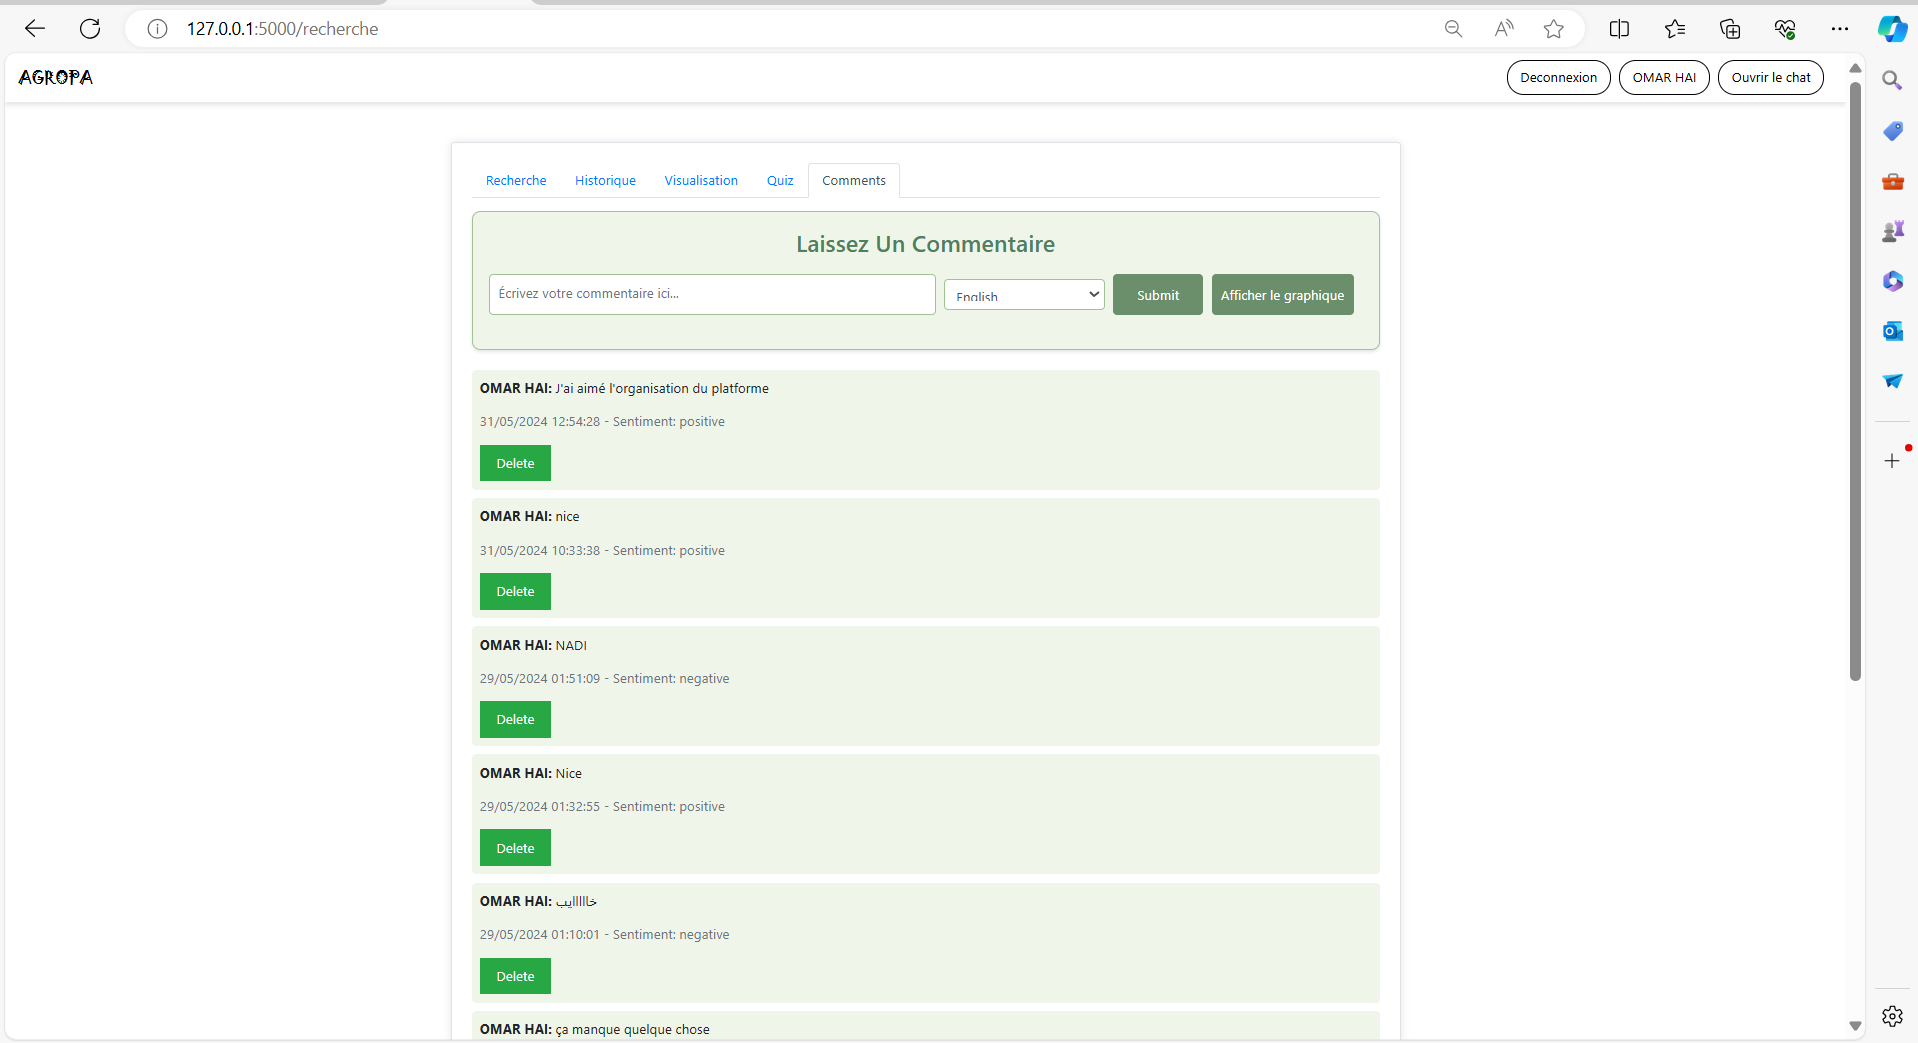 127.0.0.1:5000/recherche
AGROPA
Deconnexion
OMAR HAI
Ouvrir le chat
Recherche
Historique
Visualisation
Quiz
Comments
Laissez Un Commentaire
Écrivez votre commentaire ici...
English
Submit
Afficher le graphique
OMAR HAI: J'ai aimé l'organisation du platforme
31/05/2024 12:54:28 - Sentiment: positive
Delete
OMAR HAI: nice
31/05/2024 10:33:38 - Sentiment: positive
Delete
OMAR HAI: NADI
29/05/2024 01:51:09 - Sentiment: negative
Delete
OMAR HAI: Nice
29/05/2024 01:32:55 - Sentiment: positive
Delete
OMAR HAI: خاااااايب
29/05/2024 01:10:01 - Sentiment: negative
Delete
OMAR HAI: ça manque quelque chose